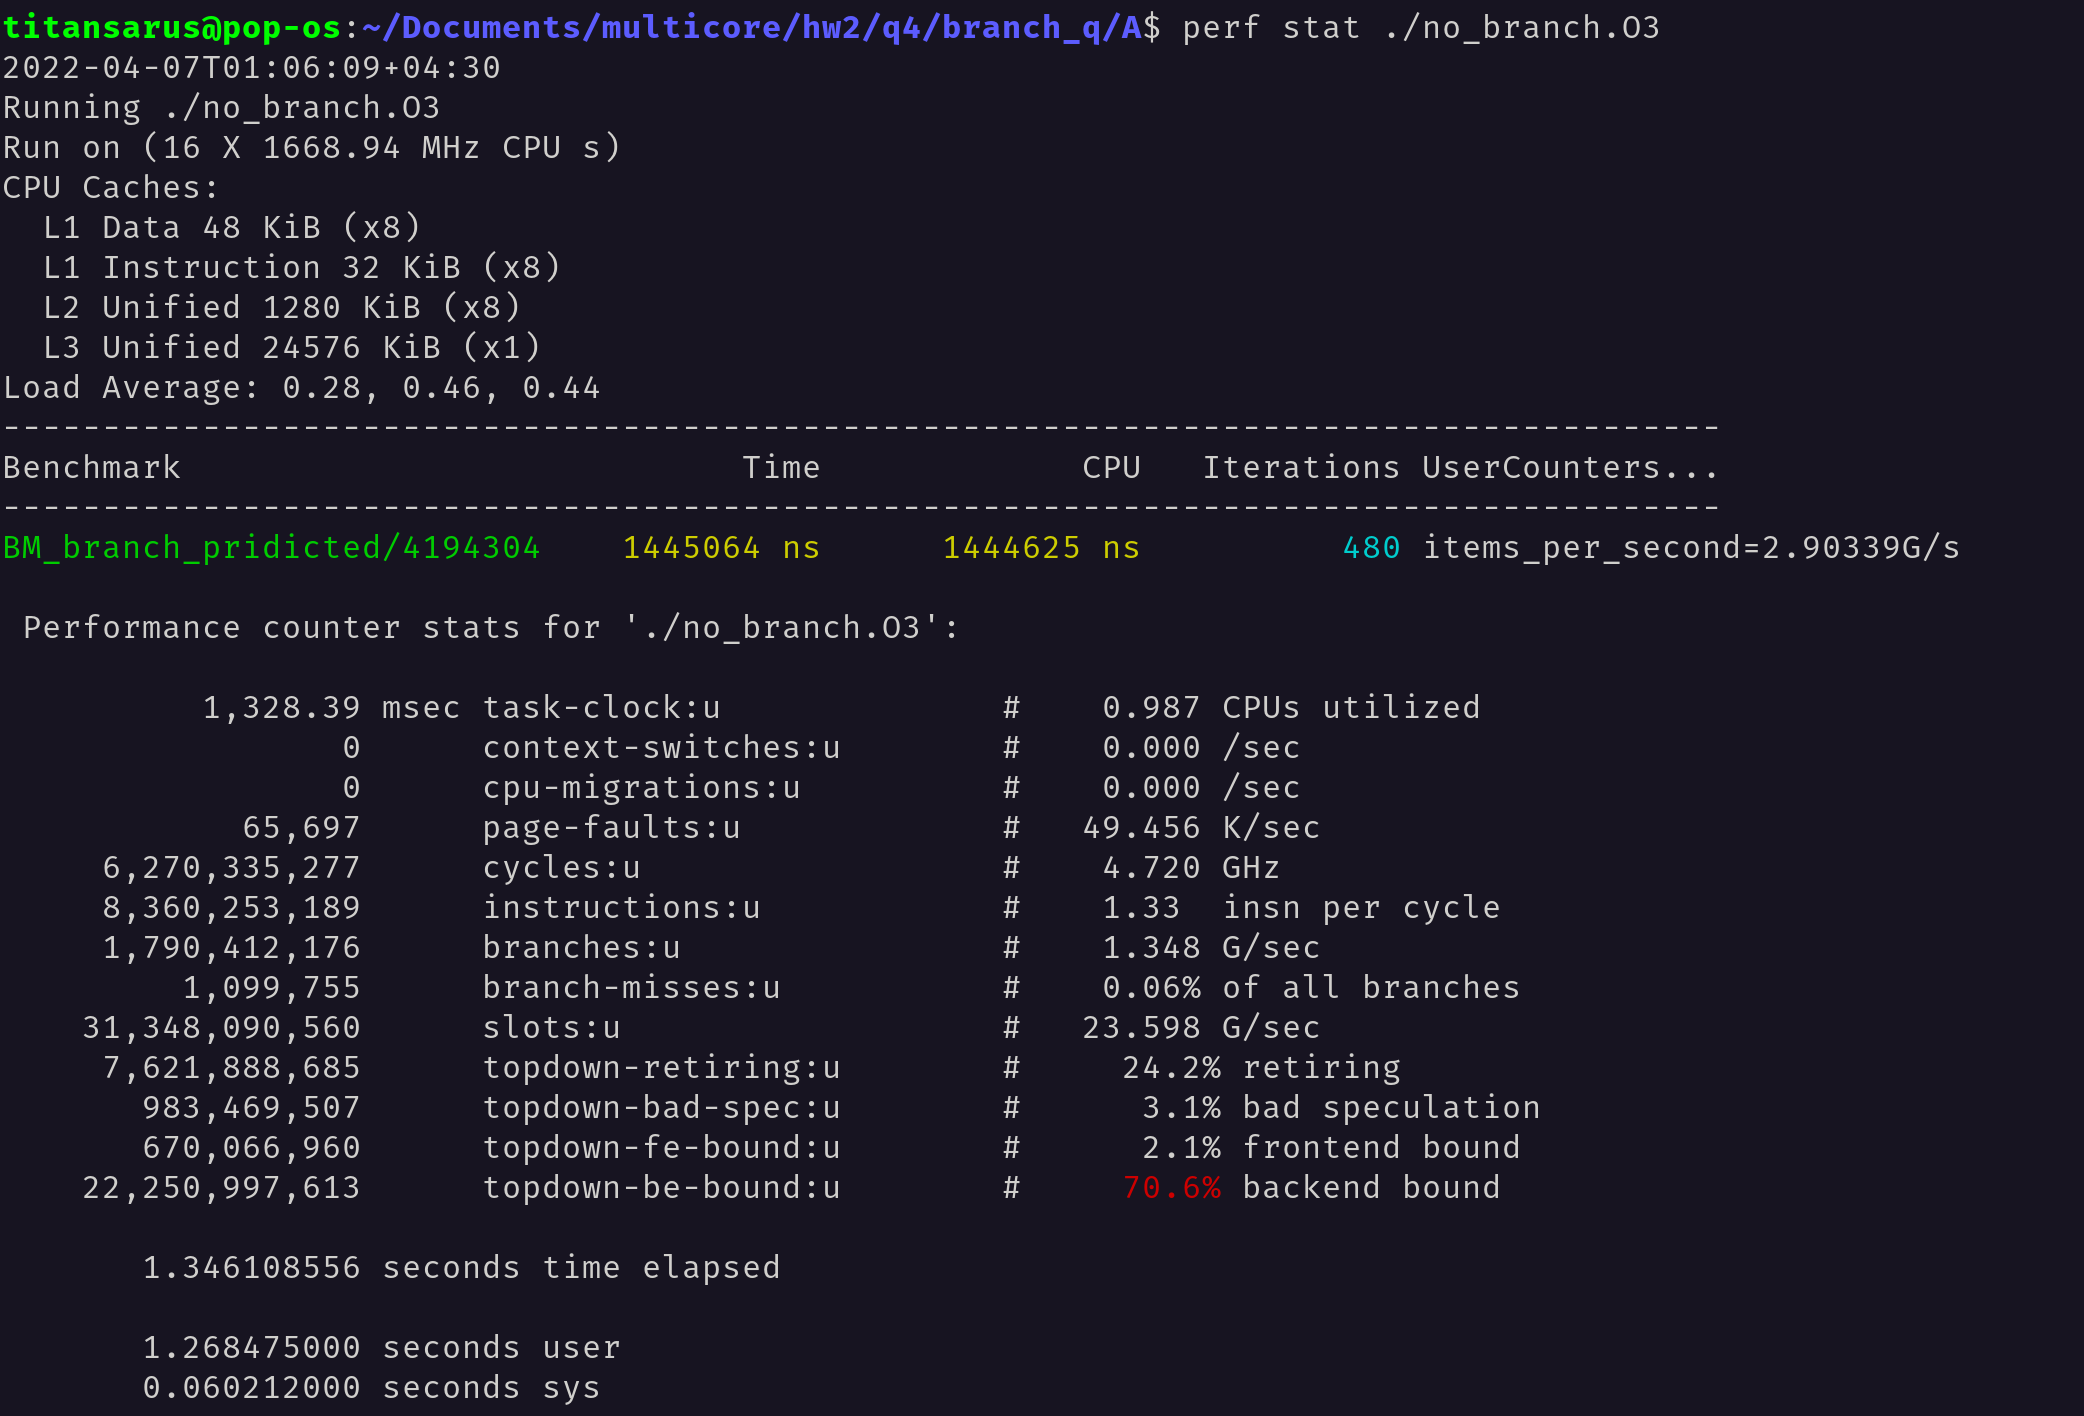 titansarus@pop-os:~/Documents/multicore/hw2/q4/branch_q/A$ perf stat ./no_branch.O3
2022-04-07T01:06:09+04:30
Running ./no_branch.O3
Run on (16 X 1668.94 MHz CPU s)
CPU Caches:
  L1 Data 48 KiB (x8)
  L1 Instruction 32 KiB (x8)
  L2 Unified 1280 KiB (x8)
  L3 Unified 24576 KiB (x1)
Load Average: 0.28, 0.46, 0.44
--------------------------------------------------------------------------------------
Benchmark                            Time             CPU   Iterations UserCounters...
--------------------------------------------------------------------------------------
BM_branch_pridicted/4194304    1445064 ns      1444625 ns          480 items_per_second=2.90339G/s

 Performance counter stats for './no_branch.O3':

          1,328.39 msec task-clock:u              #    0.987 CPUs utilized
                 0      context-switches:u        #    0.000 /sec
                 0      cpu-migrations:u          #    0.000 /sec
            65,697      page-faults:u             #   49.456 K/sec
     6,270,335,277      cycles:u                  #    4.720 GHz
     8,360,253,189      instructions:u            #    1.33  insn per cycle
     1,790,412,176      branches:u                #    1.348 G/sec
         1,099,755      branch-misses:u           #    0.06% of all branches
    31,348,090,560      slots:u                   #   23.598 G/sec
     7,621,888,685      topdown-retiring:u        #     24.2% retiring
       983,469,507      topdown-bad-spec:u        #      3.1% bad speculation
       670,066,960      topdown-fe-bound:u        #      2.1% frontend bound
    22,250,997,613      topdown-be-bound:u        #     70.6% backend bound

       1.346108556 seconds time elapsed

       1.268475000 seconds user
       0.060212000 seconds sys